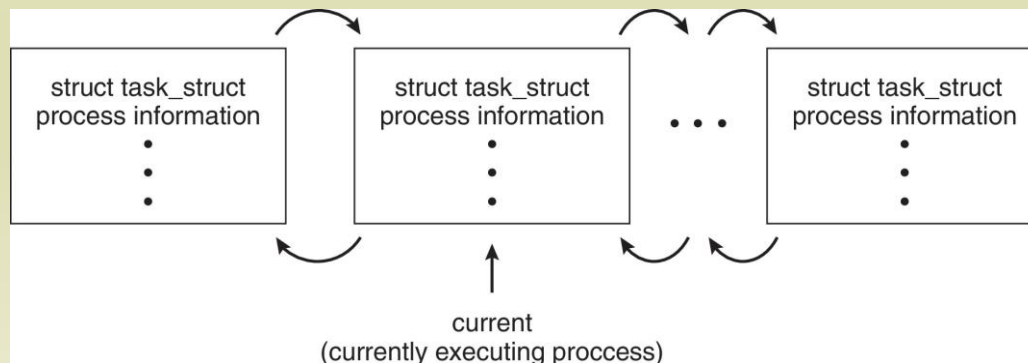 struct task_struct
process information
struct task_struct
process information
struct task_struct
process information
current
(currently executing proccess)